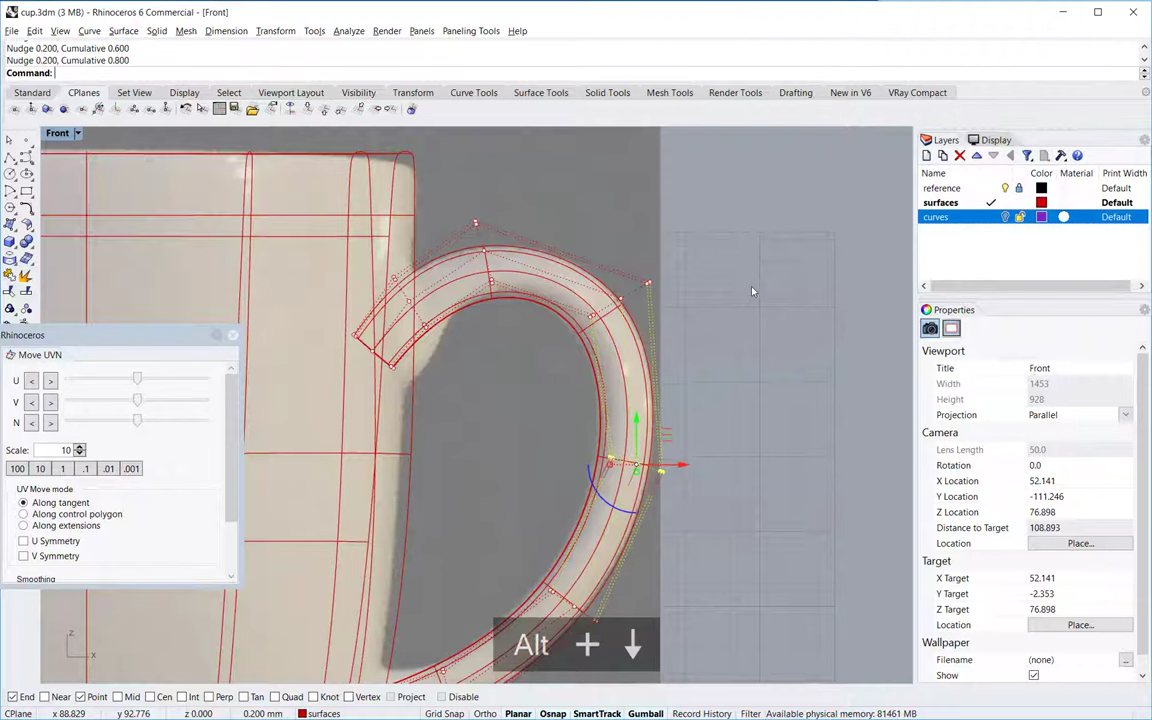 cup.3dm (3 MB) - Rhinoceros 6 Commercial - [Front]
File Edit View Curve Surface Solid Mesh Dimension Transform Tools Analyze Render Panels Paneling Tools Help
Nudge 0.200, Cumulative 0.600
Nudge 0.200, Cumulative 0.800
Command:
Standard CPlanes Set View Display Select Viewport Layout Visibility Transform Curve Tools Surface Tools Solid Tools Mesh Tools Render Tools Drafting New in V6 VRay Compact
Front
Layers Display
Name Color Material Print Width
reference Default
surfaces Default
curves Default
Properties
Viewport
Title Front
Width 1453
Height 928
Projection Parallel
Camera
Lens Length 50.0
Rotation 0.0
X Location 52.141
Y Location -111.246
Z Location 76.898
Distance to Target 108.893
Location Place...
Target
X Target 52.141
Y Target -2.353
Z Target 76.898
Location Place...
Wallpaper
Filename (none) ...
Show
Rhinoceros
Move UVN
U < >
V < >
N < >
Scale: 10
100 10 1 .1 .01 .001
UV Move mode
Along tangent
Along control polygon
Along extensions
U Symmetry
V Symmetry
Smoothing
z
x
Alt + ↓
End Near Point Mid Cen Int Perp Tan Quad Knot Vertex Project Disable
CPlane x 88.829 y 92.776 z 0.000 0.200 mm surfaces Grid Snap Ortho Planar Osnap SmartTrack Gumball Record History Filter Available physical memory: 81461 MB